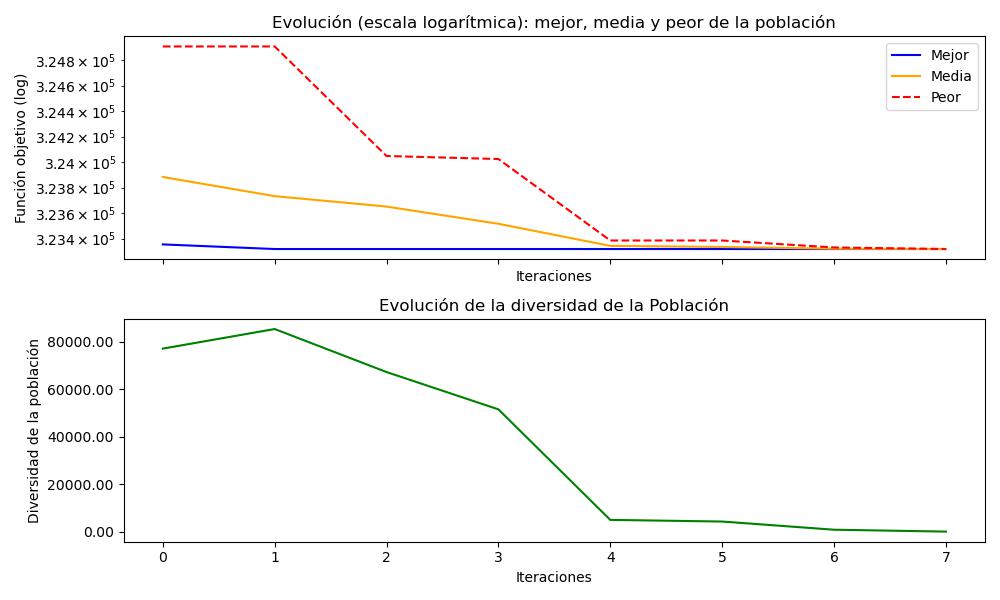 Evolución (escala logarítmica): mejor, media y peor de la población
Función objetivo (log)
3.248 × 10⁵
3.246 × 10⁵
3.244 × 10⁵
3.242 × 10⁵
3.24 × 10⁵
3.238 × 10⁵
3.236 × 10⁵
3.234 × 10⁵
Mejor
Media
Peor
Iteraciones
Evolución de la diversidad de la Población
Diversidad de la población
80000.00
60000.00
40000.00
20000.00
0.00
0 1 2 3 4 5 6 7
Iteraciones